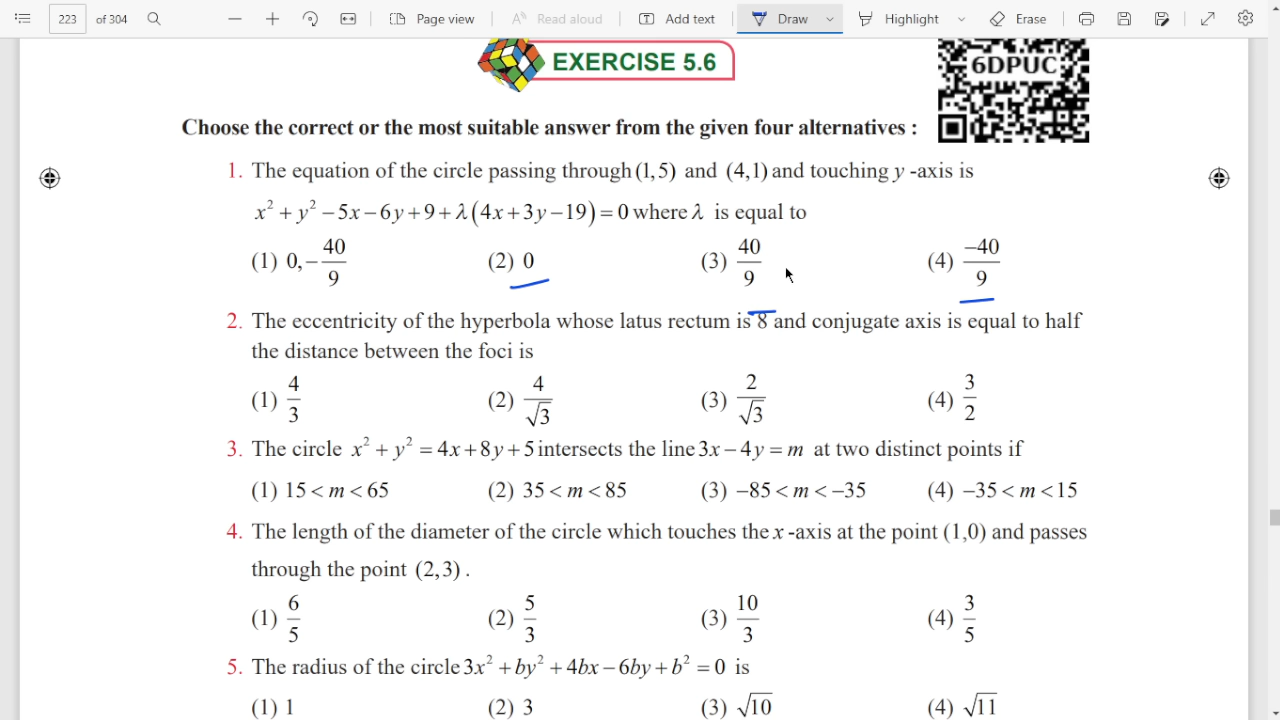 223 of 304 Page view Read aloud Add text Draw Highlight Erase
EXERCISE 5.6
6DPUC
Choose the correct or the most suitable answer from the given four alternatives :
1. The equation of the circle passing through (1,5) and (4,1) and touching y -axis is
x² + y² − 5x − 6y + 9 + λ(4x + 3y − 19) = 0 where λ is equal to
(1) 0, −40/9 (2) 0 (3) 40/9 (4) −40/9
2. The eccentricity of the hyperbola whose latus rectum is 8 and conjugate axis is equal to half
the distance between the foci is
(1) 4/3 (2) 4/√3 (3) 2/√3 (4) 3/2
3. The circle x² + y² = 4x + 8y + 5 intersects the line 3x − 4y = m at two distinct points if
(1) 15 < m < 65 (2) 35 < m < 85 (3) −85 < m < −35 (4) −35 < m < 15
4. The length of the diameter of the circle which touches the x -axis at the point (1,0) and passes
through the point (2,3) .
(1) 6/5 (2) 5/3 (3) 10/3 (4) 3/5
5. The radius of the circle 3x² + by² + 4bx − 6by + b² = 0 is
(1) 1 (2) 3 (3) √10 (4) √11